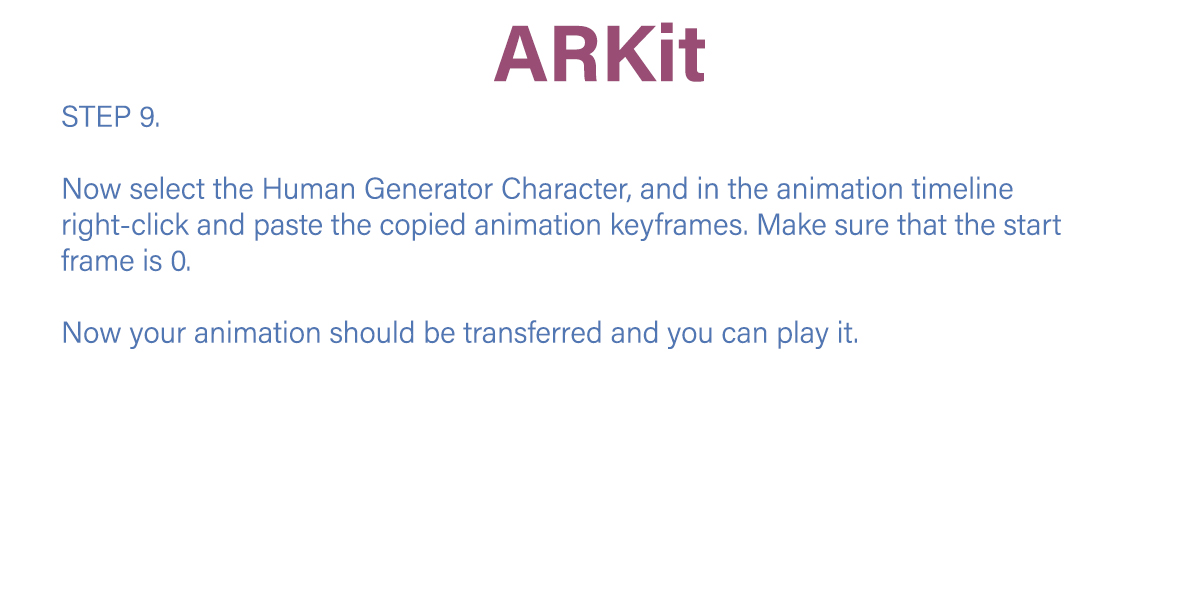 ARKit
STEP 9.
Now select the Human Generator Character, and in the animation timeline
right-click and paste the copied animation keyframes. Make sure that the start
frame is 0.
Now your animation should be transferred and you can play it.